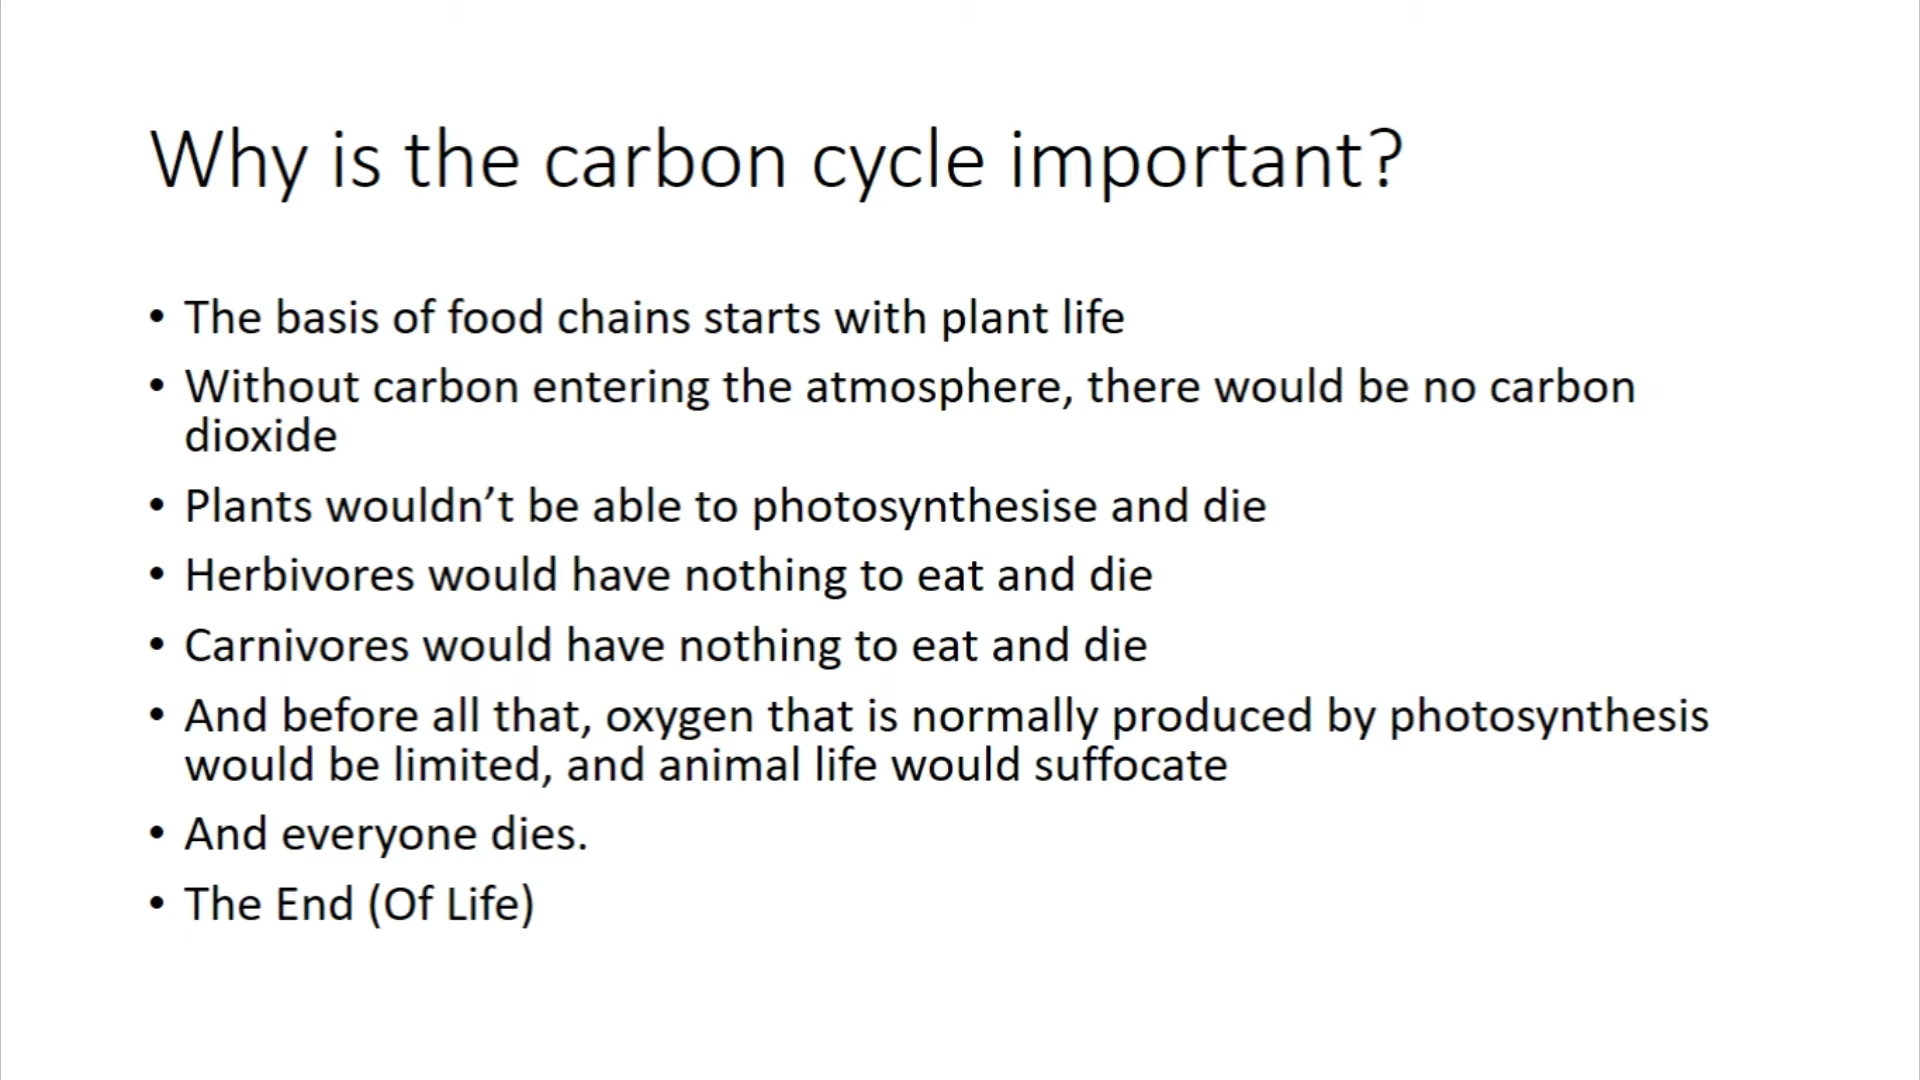 Why is the carbon cycle important?
• The basis of food chains starts with plant life
• Without carbon entering the atmosphere, there would be no carbon
dioxide
• Plants wouldn’t be able to photosynthesise and die
• Herbivores would have nothing to eat and die
• Carnivores would have nothing to eat and die
• And before all that, oxygen that is normally produced by photosynthesis
would be limited, and animal life would suffocate
• And everyone dies.
• The End (Of Life)